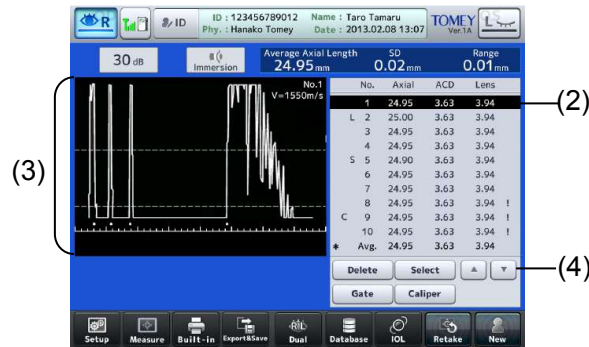 R ID ID : 123456789012 Name : Taro Tamaru TOMEY L
Phy. : Hanako Tomey Date : 2013.02.08 13:07 Ver.1A
30 dB Immersion Average Axial Length 24.95 mm SD 0.02 mm Range 0.01 mm
No.1
V=1550m/s
No. Axial ACD Lens
1 24.95 3.63 3.94
L 2 25.00 3.63 3.94
3 24.95 3.63 3.94
4 24.95 3.63 3.94
S 5 24.90 3.63 3.94
6 24.95 3.63 3.94
7 24.95 3.63 3.94
8 24.95 3.63 3.94 !
C 9 24.95 3.63 3.94 !
10 24.95 3.63 3.94 !
* Avg. 24.95 3.63 3.94
(2)
(3)
(4)
Delete Select ▲ ▼
Gate Caliper
Setup Measure Built-in Export&Save Dual Database IOL Retake New